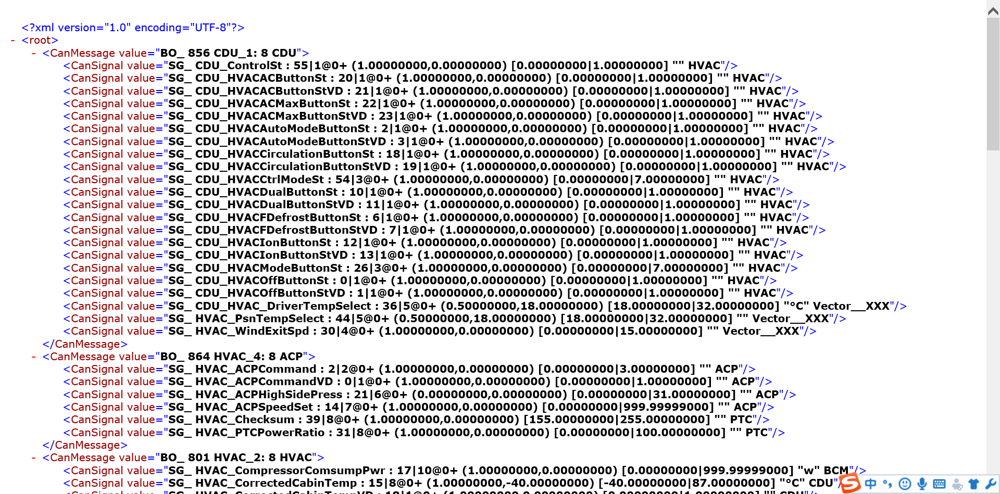 <?xml version="1.0" encoding="UTF-8"?>
- <root>
- <CanMessage value="BO_ 856 CDU_1: 8 CDU">
<CanSignal value="SG_ CDU_ControlSt : 55|1@0+ (1.00000000,0.00000000) [0.00000000|1.00000000] "" HVAC"/>
<CanSignal value="SG_ CDU_HVACACButtonSt : 20|1@0+ (1.00000000,0.00000000) [0.00000000|1.00000000] "" HVAC"/>
<CanSignal value="SG_ CDU_HVACACButtonStVD : 21|1@0+ (1.00000000,0.00000000) [0.00000000|1.00000000] "" HVAC"/>
<CanSignal value="SG_ CDU_HVACACMaxButtonSt : 22|1@0+ (1.00000000,0.00000000) [0.00000000|1.00000000] "" HVAC"/>
<CanSignal value="SG_ CDU_HVACACMaxButtonStVD : 23|1@0+ (1.00000000,0.00000000) [0.00000000|1.00000000] "" HVAC"/>
<CanSignal value="SG_ CDU_HVACAutoModeButtonSt : 2|1@0+ (1.00000000,0.00000000) [0.00000000|1.00000000] "" HVAC"/>
<CanSignal value="SG_ CDU_HVACAutoModeButtonStVD : 3|1@0+ (1.00000000,0.00000000) [0.00000000|1.00000000] "" HVAC"/>
<CanSignal value="SG_ CDU_HVACCirculationButtonSt : 18|1@0+ (1.00000000,0.00000000) [0.00000000|1.00000000] "" HVAC"/>
<CanSignal value="SG_ CDU_HVACCirculationButtonStVD : 19|1@0+ (1.00000000,0.00000000) [0.00000000|1.00000000] "" HVAC"/>
<CanSignal value="SG_ CDU_HVACCtrlModeSt : 54|3@0+ (1.00000000,0.00000000) [0.00000000|7.00000000] "" HVAC"/>
<CanSignal value="SG_ CDU_HVACDualButtonSt : 10|1@0+ (1.00000000,0.00000000) [0.00000000|1.00000000] "" HVAC"/>
<CanSignal value="SG_ CDU_HVACDualButtonStVD : 11|1@0+ (1.00000000,0.00000000) [0.00000000|1.00000000] "" HVAC"/>
<CanSignal value="SG_ CDU_HVACFDefrostButtonSt : 6|1@0+ (1.00000000,0.00000000) [0.00000000|1.00000000] "" HVAC"/>
<CanSignal value="SG_ CDU_HVACFDefrostButtonStVD : 7|1@0+ (1.00000000,0.00000000) [0.00000000|1.00000000] "" HVAC"/>
<CanSignal value="SG_ CDU_HVACIonButtonSt : 12|1@0+ (1.00000000,0.00000000) [0.00000000|1.00000000] "" HVAC"/>
<CanSignal value="SG_ CDU_HVACIonButtonStVD : 13|1@0+ (1.00000000,0.00000000) [0.00000000|1.00000000] "" HVAC"/>
<CanSignal value="SG_ CDU_HVACModeButtonSt : 26|3@0+ (1.00000000,0.00000000) [0.00000000|7.00000000] "" HVAC"/>
<CanSignal value="SG_ CDU_HVACOffButtonSt : 0|1@0+ (1.00000000,0.00000000) [0.00000000|1.00000000] "" HVAC"/>
<CanSignal value="SG_ CDU_HVACOffButtonStVD : 1|1@0+ (1.00000000,0.00000000) [0.00000000|1.00000000] "" HVAC"/>
<CanSignal value="SG_ CDU_HVAC_DriverTempSelect : 36|5@0+ (0.50000000,18.00000000) [18.00000000|32.00000000] "°C" Vector__XXX"/>
<CanSignal value="SG_ HVAC_PsnTempSelect : 44|5@0+ (0.50000000,18.00000000) [18.00000000|32.00000000] "" Vector__XXX"/>
<CanSignal value="SG_ HVAC_WindExitSpd : 30|4@0+ (1.00000000,0.00000000) [0.00000000|15.00000000] "" Vector__XXX"/>
</CanMessage>
- <CanMessage value="BO_ 864 HVAC_4: 8 ACP">
<CanSignal value="SG_ HVAC_ACPCommand : 2|2@0+ (1.00000000,0.00000000) [0.00000000|3.00000000] "" ACP"/>
<CanSignal value="SG_ HVAC_ACPCommandVD : 0|1@0+ (1.00000000,0.00000000) [0.00000000|1.00000000] "" ACP"/>
<CanSignal value="SG_ HVAC_ACPHighSidePress : 21|6@0+ (0.00000000,0.00000000) [0.00000000|31.00000000] "" ACP"/>
<CanSignal value="SG_ HVAC_ACPSpeedSet : 14|7@0+ (1.00000000,0.00000000) [0.00000000|999.99999000] "" ACP"/>
<CanSignal value="SG_ HVAC_Checksum : 39|8@0+ (1.00000000,0.00000000) [155.00000000|255.00000000] "" PTC"/>
<CanSignal value="SG_ HVAC_PTCPowerRatio : 31|8@0+ (1.00000000,0.00000000) [0.00000000|100.00000000] "" PTC"/>
</CanMessage>
- <CanMessage value="BO_ 801 HVAC_2: 8 HVAC">
<CanSignal value="SG_ HVAC_CompressorComsumpPwr : 17|10@0+ (1.00000000,0.00000000) [0.00000000|999.99999000] "w" BCM"/>
<CanSignal value="SG_ HVAC_CorrectedCabinTemp : 15|8@0+ (1.00000000,-40.00000000) [-40.00000000|87.00000000] "°C" CDU"/
中